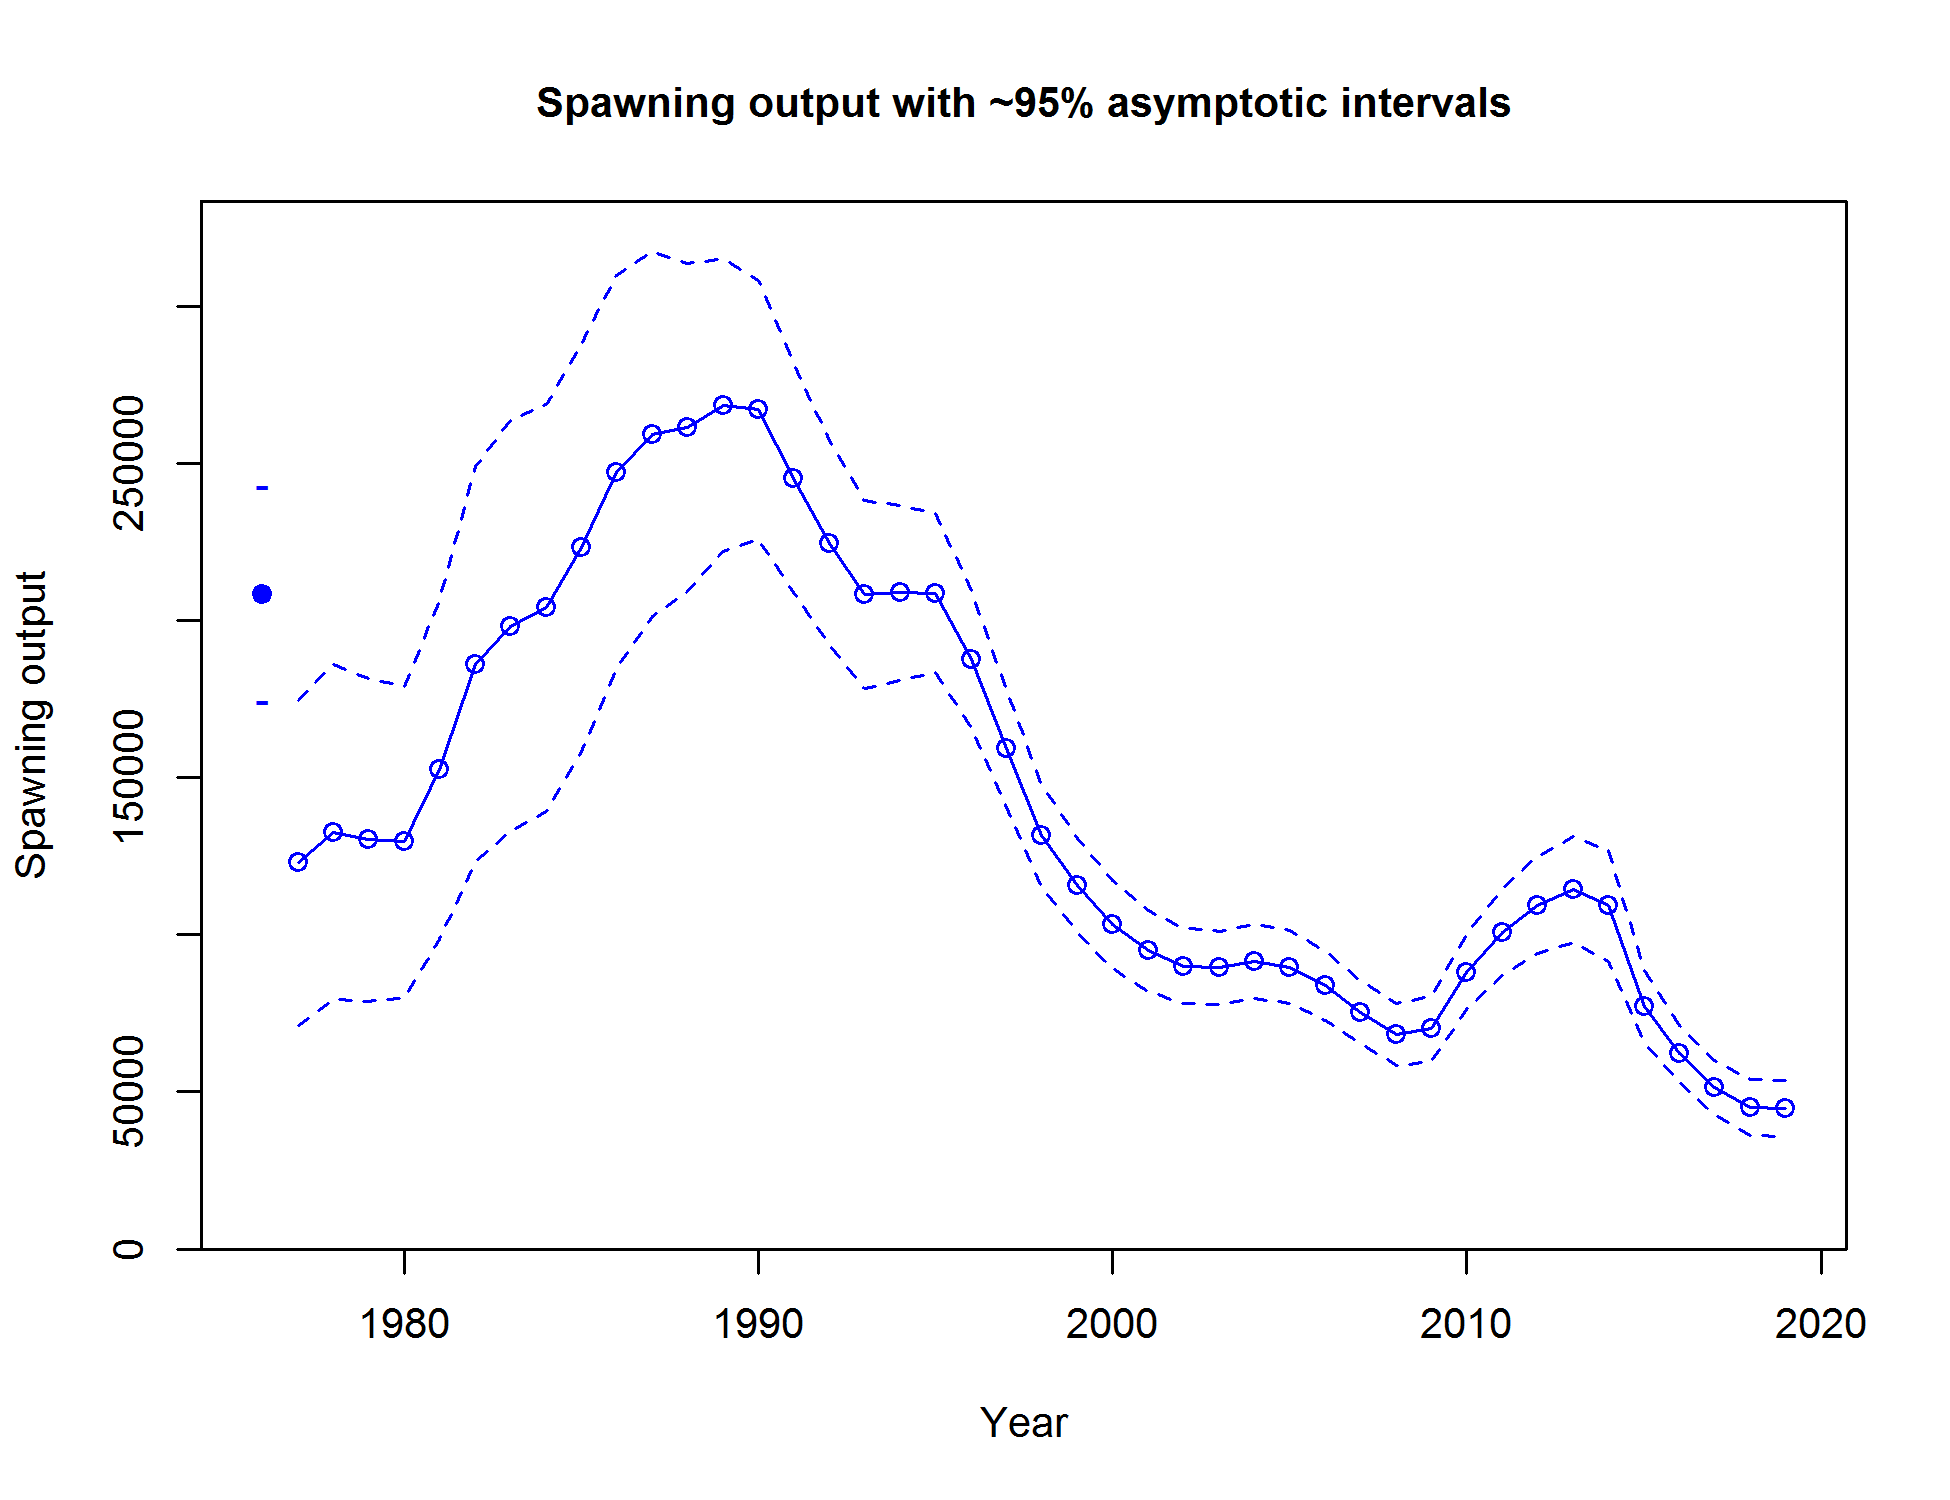 Spawning output with ~95% asymptotic intervals
Spawning output
250000
150000
50000
0
1980 1990 2000 2010 2020
Year